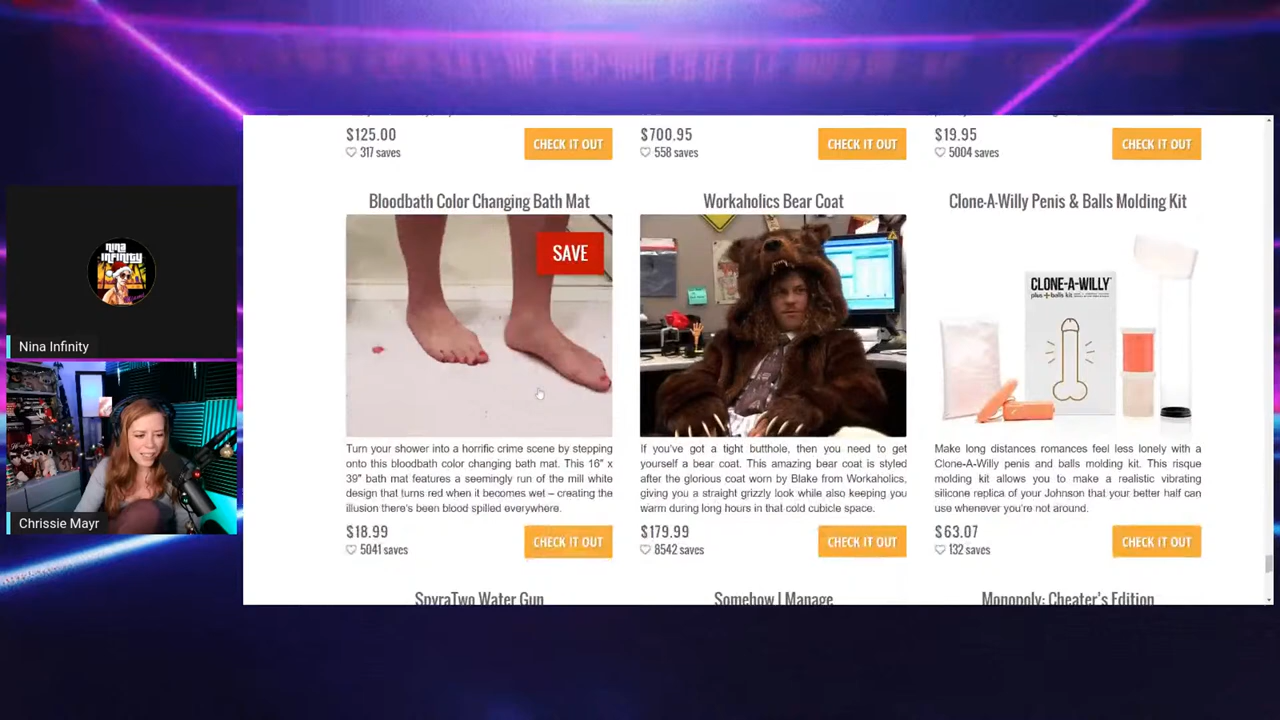 $125.00
317 saves
CHECK IT OUT
$700.95
558 saves
CHECK IT OUT
$19.95
5004 saves
CHECK IT OUT
Bloodbath Color Changing Bath Mat
SAVE
Turn your shower into a horrific crime scene by stepping
onto this bloodbath color changing bath mat. This 16" x
39" bath mat features a seemingly run of the mill white
design that turns red when it becomes wet – creating the
illusion there's been blood spilled everywhere.
$18.99
5041 saves
CHECK IT OUT
Workaholics Bear Coat
If you've got a tight butthole, then you need to get
yourself a bear coat. This amazing bear coat is styled
after the glorious coat worn by Blake from Workaholics,
giving you a straight grizzly look while also keeping you
warm during long hours in that cold cubicle space.
$179.99
8542 saves
CHECK IT OUT
Clone-A-Willy Penis & Balls Molding Kit
CLONE-A-WILLY
plus+balls kit
Make long distances romances feel less lonely with a
Clone-A-Willy penis and balls molding kit. This risque
molding kit allows you to make a realistic vibrating
silicone replica of your Johnson that your better half can
use whenever you're not around.
$63.07
132 saves
CHECK IT OUT
SpyraTwo Water Gun
Somehow I Manage
Monopoly: Cheater's Edition
nina
INFINITY
Nina Infinity
Chrissie Mayr